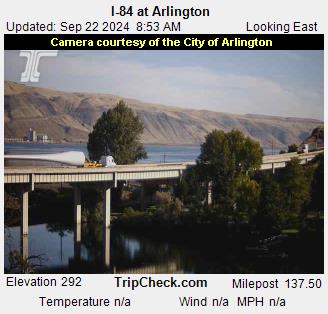 I-84 at Arlington
Updated: Sep 22 2024 8:53 AM Looking East
Camera courtesy of the City of Arlington
Elevation 292 TripCheck.com Milepost 137.50
Temperature n/a Wind n/a MPH n/a